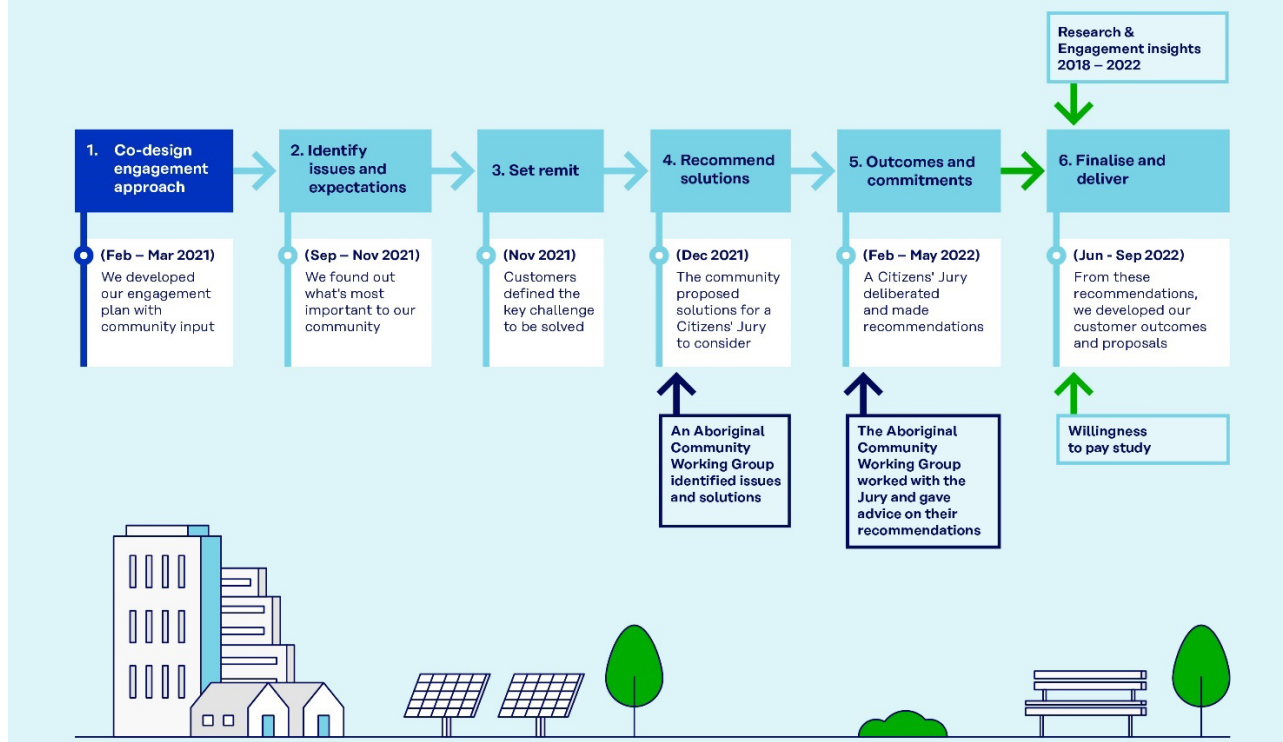 Research &
Engagement insights
2018 – 2022
1. Co-design
engagement
approach
2. Identify
issues and
expectations
3. Set remit
4. Recommend
solutions
5. Outcomes and
commitments
6. Finalise and
deliver
(Feb – Mar 2021)
We developed
our engagement
plan with
community input
(Sep – Nov 2021)
We found out
what's most
important to our
community
(Nov 2021)
Customers
defined the
key challenge
to be solved
(Dec 2021)
The community
proposed
solutions for a
Citizens' Jury
to consider
(Feb – May 2022)
A Citizens' Jury
deliberated
and made
recommendations
(Jun - Sep 2022)
From these
recommendations,
we developed our
customer outcomes
and proposals
An Aboriginal
Community
Working Group
identified issues
and solutions
The Aboriginal
Community
Working Group
worked with the
Jury and gave
advice on their
recommendations
Willingness
to pay study